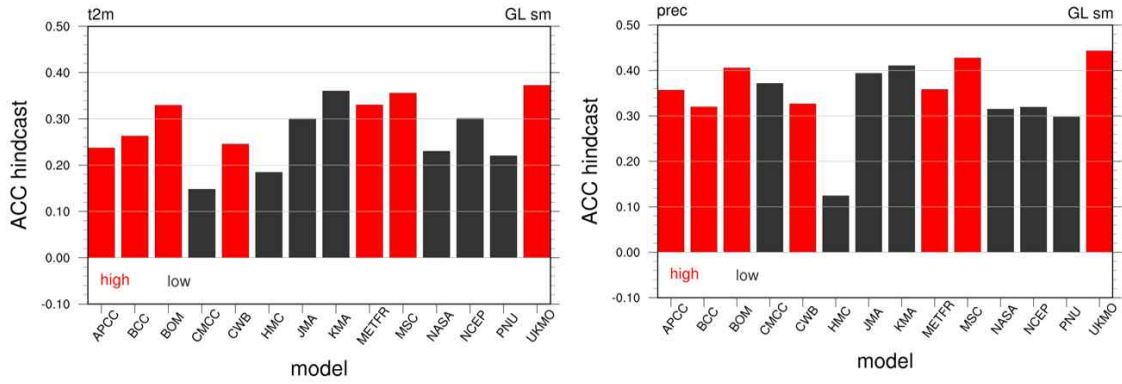 t2m
GL sm
0.50
0.40
0.30
0.20
0.10
0.00
-0.10
ACC hindcast
high
low
APCC
BCC
BOM
CMCC
CWB
HMC
JMA
KMA
METFR
MSC
NASA
NCEP
PNU
UKMO
model
prec
GL sm
0.50
0.40
0.30
0.20
0.10
0.00
-0.10
ACC hindcast
high
low
APCC
BCC
BOM
CMCC
CWB
HMC
JMA
KMA
METFR
MSC
NASA
NCEP
PNU
UKMO
model